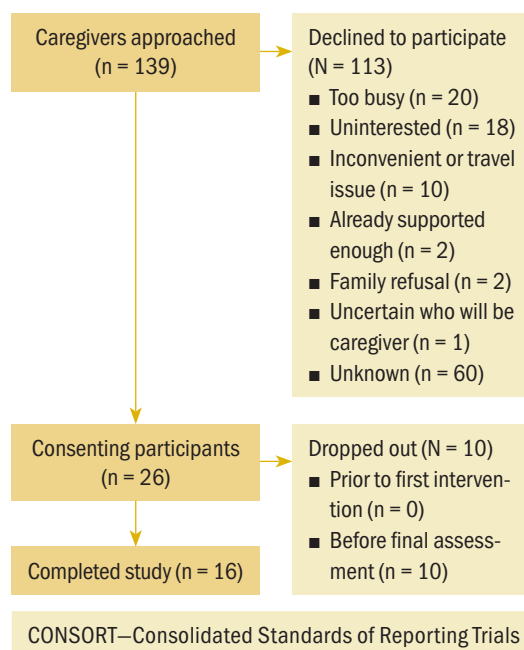 Caregivers approached
(n = 139)
Declined to participate
(N = 113)
■ Too busy (n = 20)
■ Uninterested (n = 18)
■ Inconvenient or travel
issue (n = 10)
■ Already supported
enough (n = 2)
■ Family refusal (n = 2)
■ Uncertain who will be
caregiver (n = 1)
■ Unknown (n = 60)
Consenting participants
(n = 26)
Dropped out (N = 10)
■ Prior to first interven-
tion (n = 0)
■ Before final assess-
ment (n = 10)
Completed study (n = 16)
CONSORT—Consolidated Standards of Reporting Trials